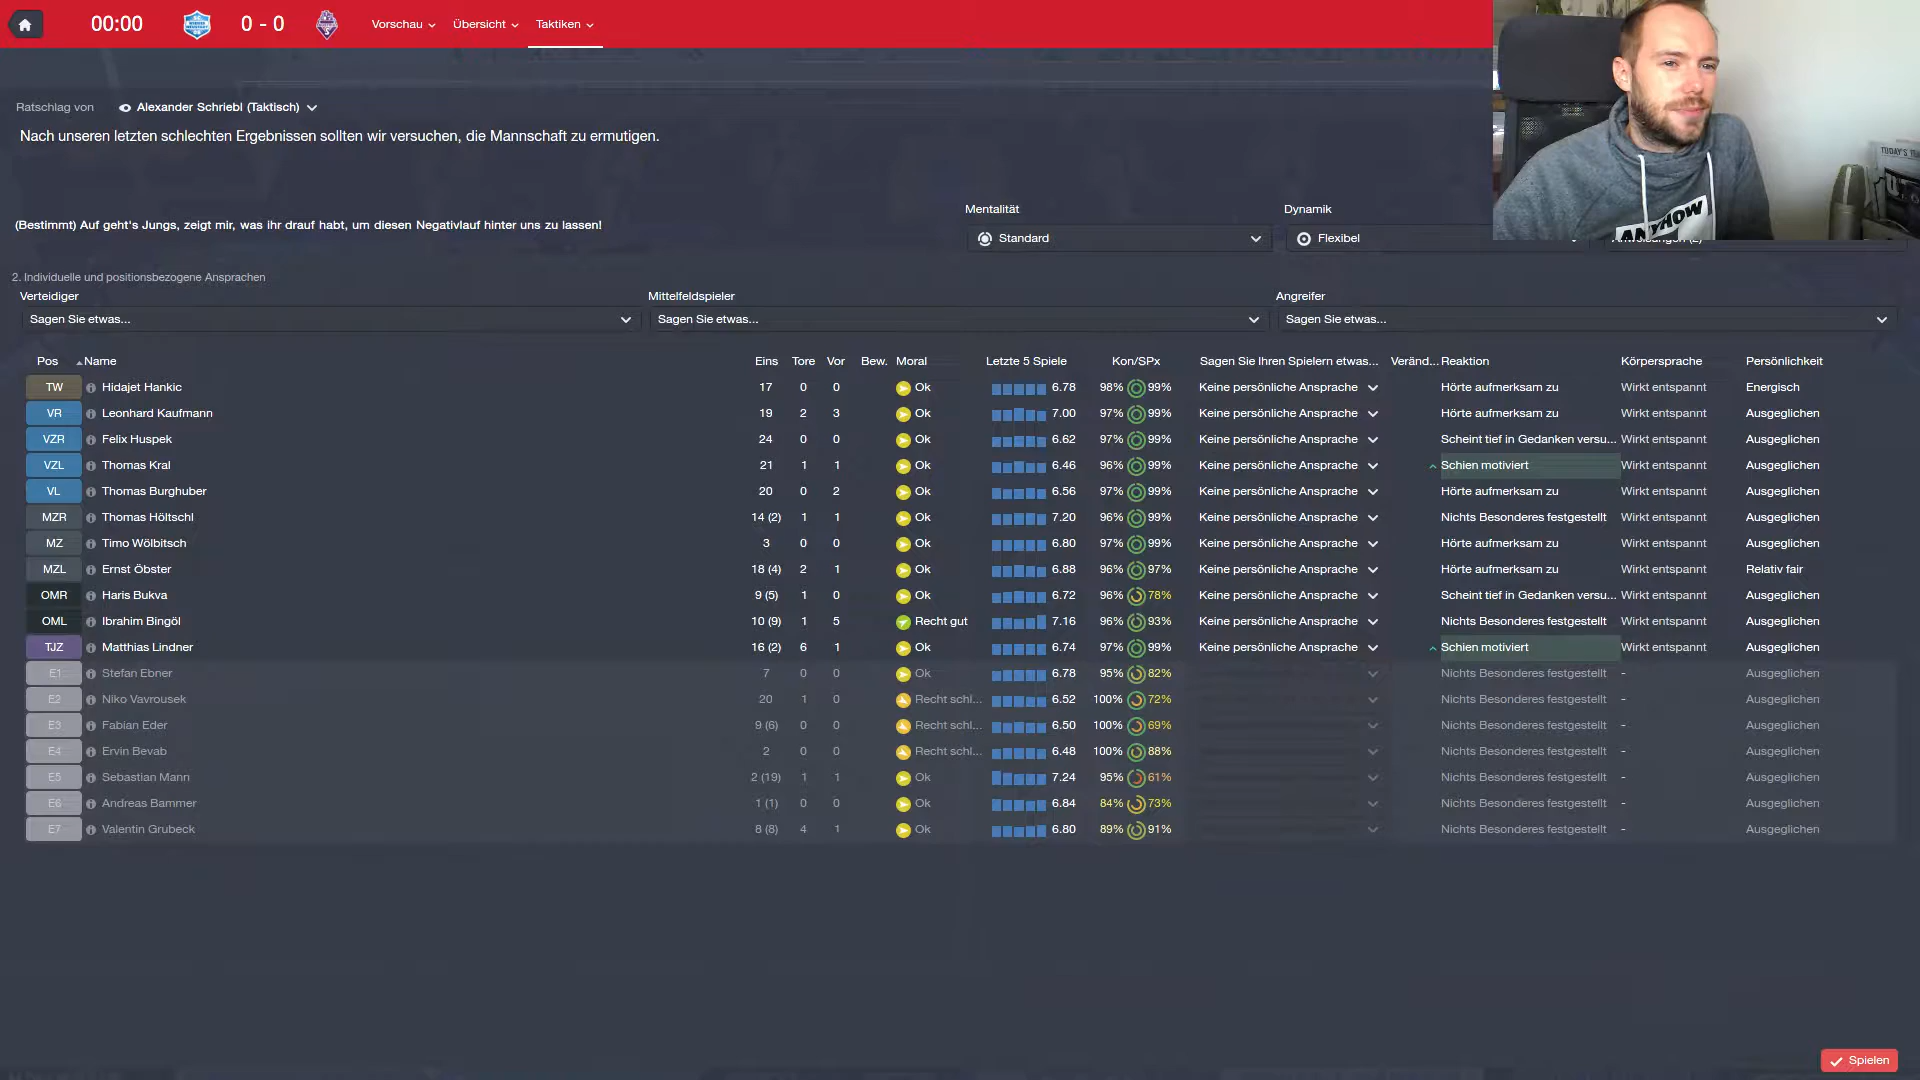 00:00
0 - 0
Vorschau
Übersicht
Taktiken
Ratschlag von
Alexander Schriebl (Taktisch)
Nach unseren letzten schlechten Ergebnissen sollten wir versuchen, die Mannschaft zu ermutigen.
TODAY'S
Mentalität
Dynamik
(Bestimmt) Auf geht's Jungs, zeigt mir, was ihr drauf habt, um diesen Negativlauf hinter uns zu lassen!
Standard
Flexibel
2. Individuelle und positionsbezogene Ansprachen
Verteidiger
Mittelfeldspieler
Angreifer
Sagen Sie etwas...
Sagen Sie etwas...
Sagen Sie etwas...
Pos Name Eins Tore Vor Bew. Moral Letzte 5 Spiele Kon/SPx Sagen Sie Ihren Spielern etwas... Veränd... Reaktion Körpersprache Persönlichkeit
TW Hidajet Hankic 17 0 0 Ok 6.78 98% 99% Keine persönliche Ansprache Hörte aufmerksam zu Wirkt entspannt Energisch
VR Leonhard Kaufmann 19 2 3 Ok 7.00 97% 99% Keine persönliche Ansprache Hörte aufmerksam zu Wirkt entspannt Ausgeglichen
VZR Felix Huspek 24 0 0 Ok 6.62 97% 99% Keine persönliche Ansprache Scheint tief in Gedanken versu... Wirkt entspannt Ausgeglichen
VZL Thomas Kral 21 1 1 Ok 6.46 96% 99% Keine persönliche Ansprache Schien motiviert Wirkt entspannt Ausgeglichen
VL Thomas Burghuber 20 0 2 Ok 6.56 97% 99% Keine persönliche Ansprache Hörte aufmerksam zu Wirkt entspannt Ausgeglichen
MZR Thomas Höltschl 14 (2) 1 1 Ok 7.20 96% 99% Keine persönliche Ansprache Nichts Besonderes festgestellt Wirkt entspannt Ausgeglichen
MZ Timo Wölbitsch 3 0 0 Ok 6.80 97% 99% Keine persönliche Ansprache Hörte aufmerksam zu Wirkt entspannt Ausgeglichen
MZL Ernst Öbster 18 (4) 2 1 Ok 6.88 96% 97% Keine persönliche Ansprache Hörte aufmerksam zu Wirkt entspannt Relativ fair
OMR Haris Bukva 9 (5) 1 0 Ok 6.72 96% 78% Keine persönliche Ansprache Scheint tief in Gedanken versu... Wirkt entspannt Ausgeglichen
OML Ibrahim Bingöl 10 (9) 1 5 Recht gut 7.16 96% 93% Keine persönliche Ansprache Nichts Besonderes festgestellt Wirkt entspannt Ausgeglichen
TJZ Matthias Lindner 16 (2) 6 1 Ok 6.74 97% 99% Keine persönliche Ansprache Schien motiviert Wirkt entspannt Ausgeglichen
E1 Stefan Ebner 7 0 0 Ok 6.78 95% 82% Nichts Besonderes festgestellt - Ausgeglichen
E2 Niko Vavrousek 20 1 0 Recht schl... 6.52 100% 72% Nichts Besonderes festgestellt - Ausgeglichen
E3 Fabian Eder 9 (6) 0 0 Recht schl... 6.50 100% 69% Nichts Besonderes festgestellt - Ausgeglichen
E4 Ervin Bevab 2 0 0 Recht schl... 6.48 100% 88% Nichts Besonderes festgestellt - Ausgeglichen
E5 Sebastian Mann 2 (19) 1 1 Ok 7.24 95% 61% Nichts Besonderes festgestellt - Ausgeglichen
E6 Andreas Bammer 1 (1) 0 0 Ok 6.84 84% 73% Nichts Besonderes festgestellt - Ausgeglichen
E7 Valentin Grubeck 8 (8) 4 1 Ok 6.80 89% 91% Nichts Besonderes festgestellt - Ausgeglichen
Spielen